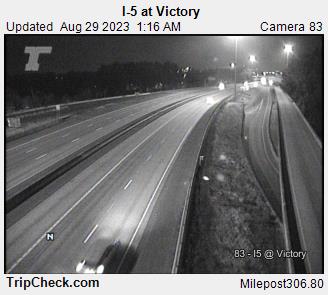 I-5 at Victory
Updated Aug 29 2023 1:16 AM Camera 83
T
N
83 - I5 @ Victory
TripCheck.com Milepost306.80